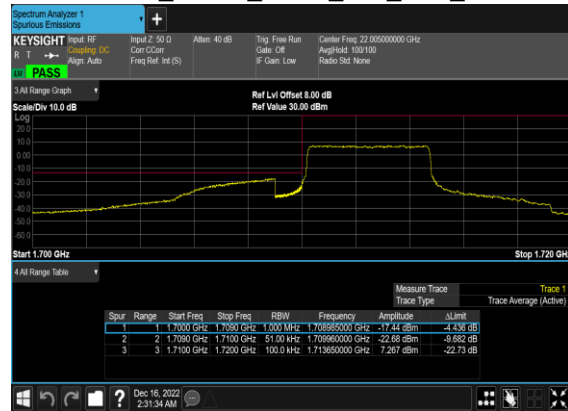 Spectrum Analyzer 1
Spurious Emissions
+
KEYSIGHT Input: RF Input Z: 50 Ω Atten: 40 dB Trig: Free Run Center Freq: 22.005000000 GHz
R T Coupling: DC Corr CCorr Gate: Off Avg|Hold: 100/100
Align: Auto Freq Ref: Int (S) IF Gain: Low Radio Std: None
PASS
3 All Range Graph Ref Lvl Offset 8.00 dB
Scale/Div 10.0 dB Ref Value 30.00 dBm
Log
20.0
10.0
0.00
-10.0
-20.0
-30.0
-40.0
-50.0
-60.0
Start 1.700 GHz Stop 1.720 GH
4 All Range Table
Measure Trace Trace 1
Trace Type Trace Average (Active)
Spur Range Start Freq Stop Freq RBW Frequency Amplitude ΔLimit
1 1 1.7000 GHz 1.7090 GHz 1.000 MHz 1.708985000 GHz -17.44 dBm -4.436 dB
2 2 1.7090 GHz 1.7100 GHz 51.00 kHz 1.709960000 GHz -22.68 dBm -9.682 dB
3 3 1.7100 GHz 1.7200 GHz 100.0 kHz 1.713650000 GHz 7.267 dBm -22.73 dB
? Dec 16, 2022
2:31:34 AM